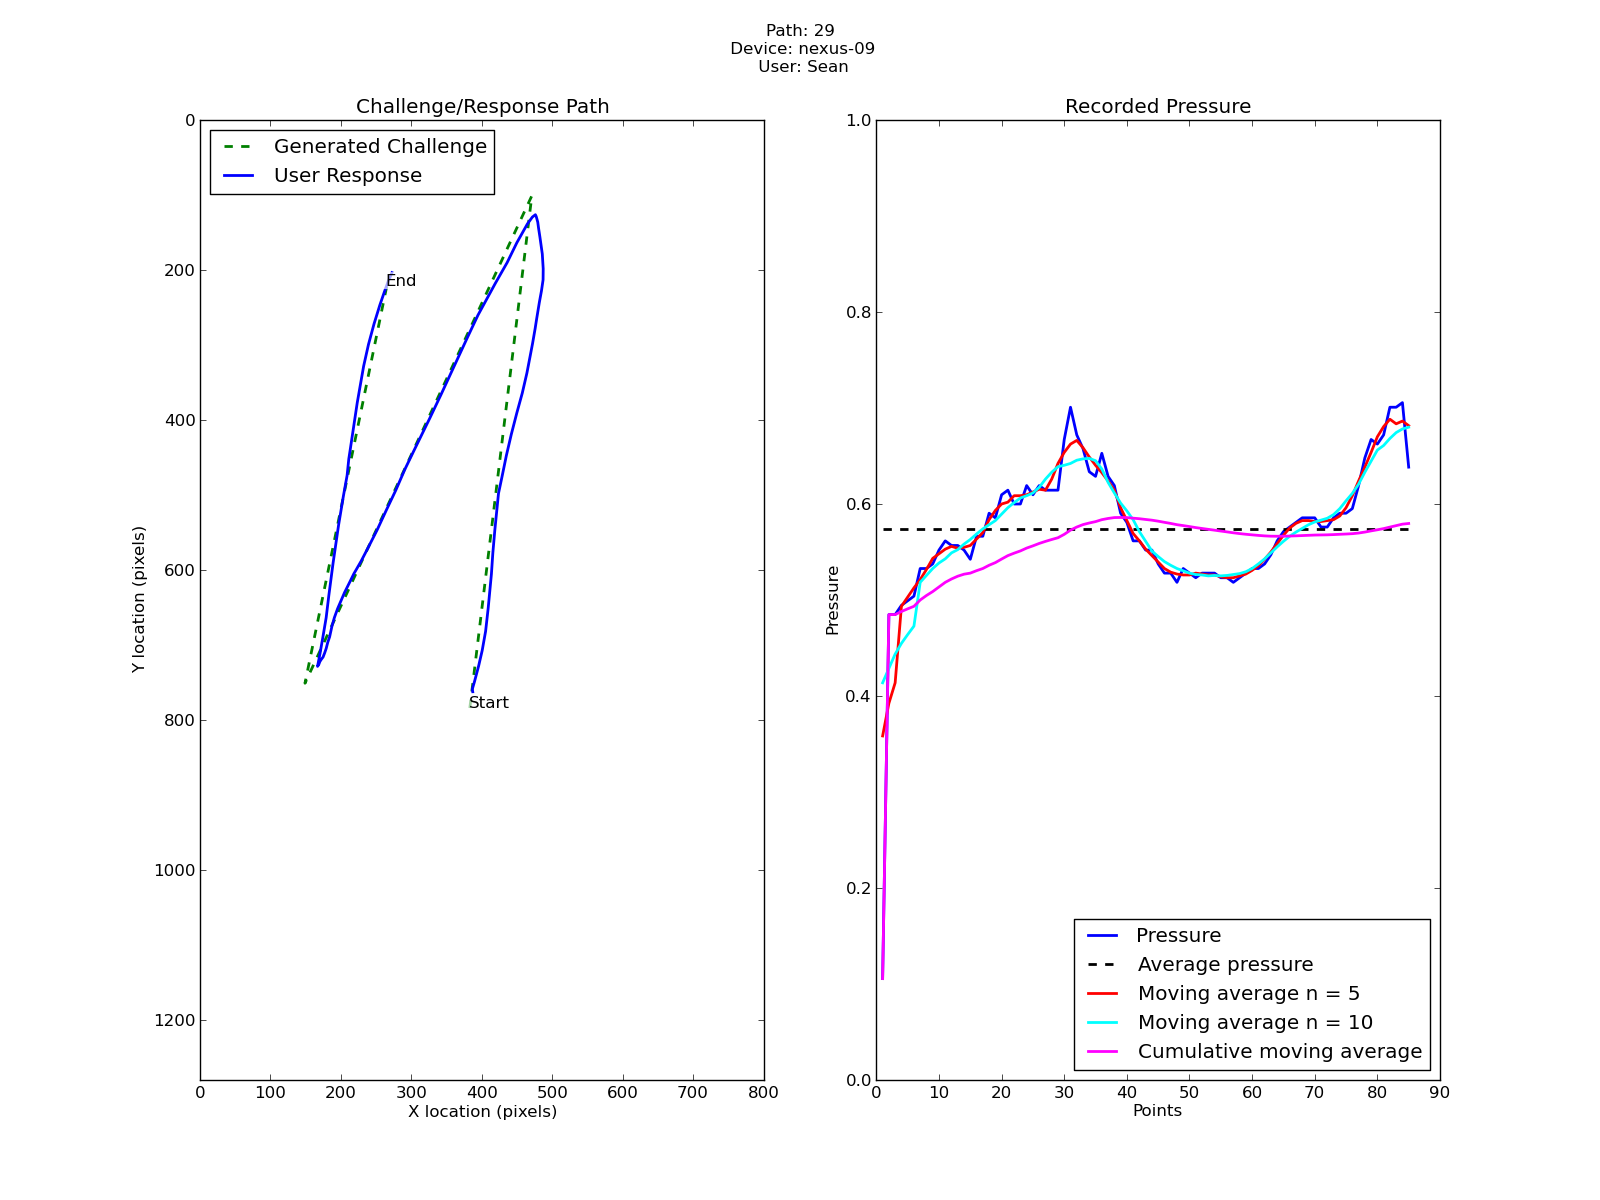 Path: 29
Device: nexus-09
User: Sean
Challenge/Response Path
Generated Challenge
User Response
End
Start
0
200
400
600
800
1000
1200
Y location (pixels)
0 100 200 300 400 500 600 700 800
X location (pixels)
Recorded Pressure
1.0
0.8
0.6
0.4
0.2
0.0
Pressure
Pressure
Average pressure
Moving average n = 5
Moving average n = 10
Cumulative moving average
0 10 20 30 40 50 60 70 80 90
Points